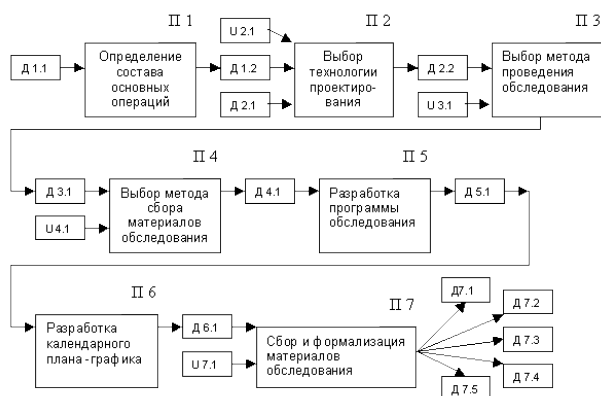 П 1
П 2
П 3
U 2.1
Д 1.1
Определение
состава
основных
операций
Д 1.2
Д 2.1
Выбор
технологии
проектиро-
вания
Д 2.2
U 3.1
Выбор метода
проведения
обследования
П 4
П 5
Д 3.1
U 4.1
Выбор метода
сбора
материалов
обследования
Д 4.1
Разработка
программы
обследования
Д 5.1
П 6
П 7
Разработка
календарного
плана -графика
Д 6.1
U 7.1
Сбор и формализация
материалов
обследования
Д7.1
Д 7.2
Д 7.3
Д 7.4
Д 7.5